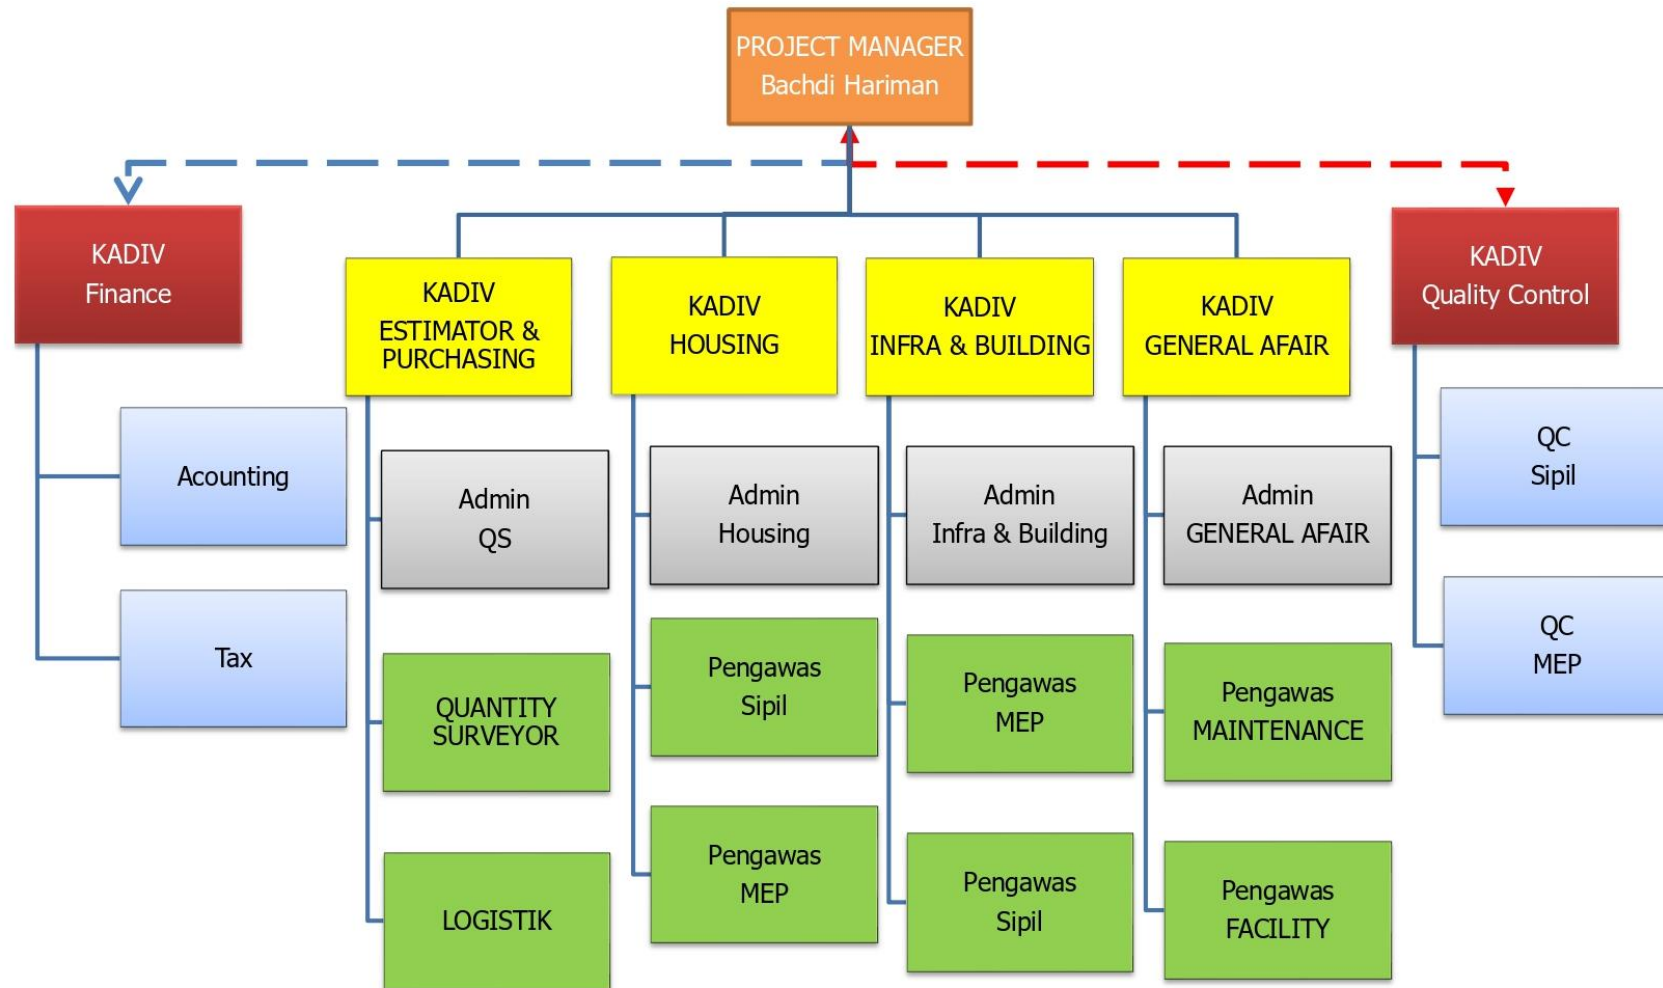 PROJECT MANAGER
Bachdi Hariman
KADIV
Finance
KADIV
ESTIMATOR &
PURCHASING
KADIV
HOUSING
KADIV
INFRA & BUILDING
KADIV
GENERAL AFAIR
KADIV
Quality Control
Acounting
Tax
Admin
QS
QUANTITY
SURVEYOR
LOGISTIK
Admin
Housing
Pengawas
Sipil
Pengawas
MEP
Admin
Infra & Building
Pengawas
MEP
Pengawas
Sipil
Admin
GENERAL AFAIR
Pengawas
MAINTENANCE
Pengawas
FACILITY
QC
Sipil
QC
MEP